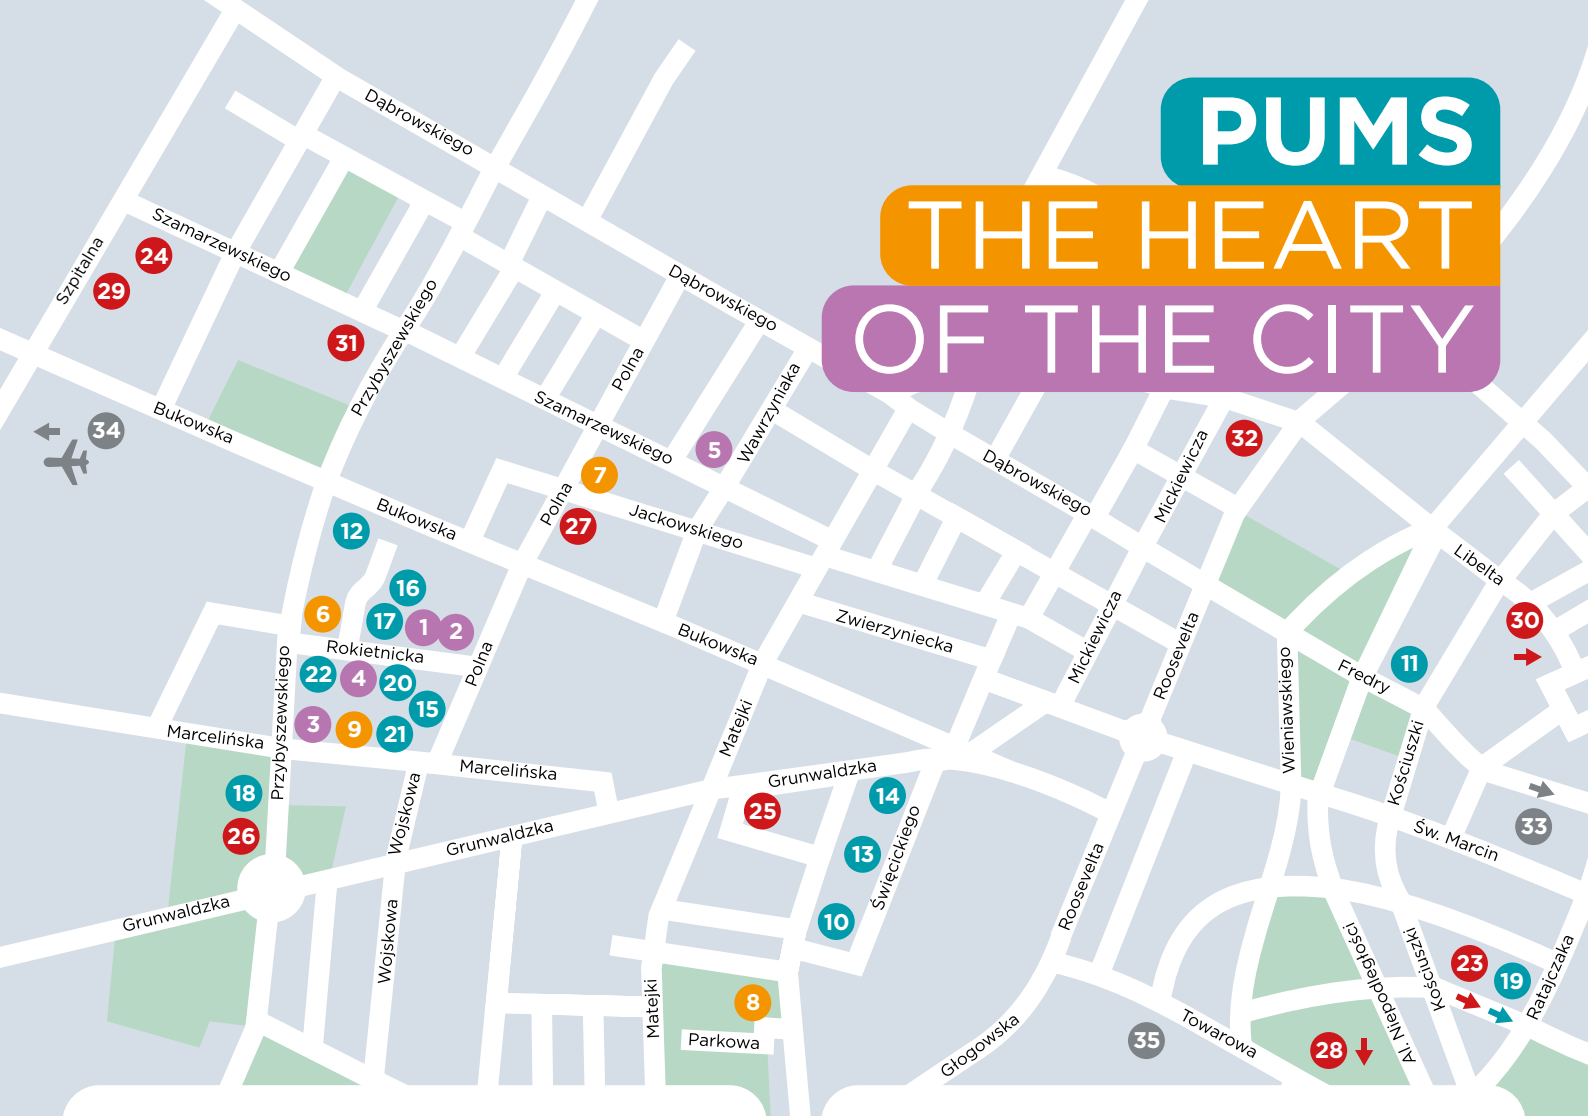 PUMS
THE HEART
OF THE CITY
Dąbrowskiego
Szamarzewskiego
Szpitalna
24
29
31
Przybyszewskiego
Dąbrowskiego
Polna
Wawrzyniaka
34
Bukowska
Szamarzewskiego
5
7
Polna
27
Jackowskiego
Bukowska
12
Dąbrowskiego
Mickiewicza
32
Libelta
16
6
17
1
2
Rokietnicka
Polna
22
4
20
15
3
9
21
Przybyszewskiego
Marcelińska
Bukowska
Zwierzyniecka
Mickiewicza
Roosevelta
Wieniawskiego
Fredry
11
30
Kościuszki
Matejki
Marcelińska
Grunwaldzka
18
26
Wojskowa
Grunwaldzka
25
14
13
10
Święcickiego
Roosevelta
Św. Marcin
33
Grunwaldzka
Wojskowa
Matejki
8
Parkowa
Głogowska
35
Towarowa
28
Al. Niepodległości
Kościuszki
23
19
Ratajczaka